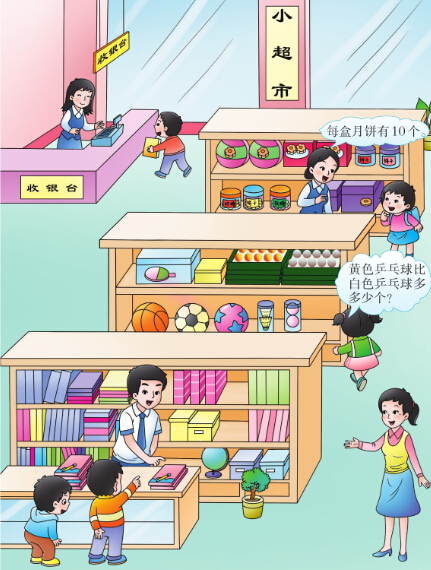 小超市
收银台
每盒月饼有10个。
收银台
黄色乒乓球比
白色乒乓球多
多少个？